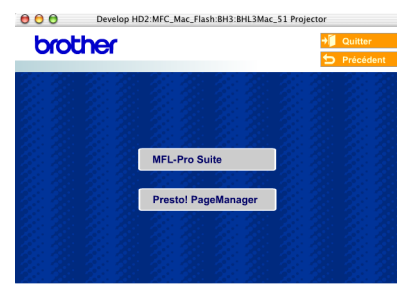 Develop HD2:MFC_Mac_Flash:BH3:BHL3Mac_51 Projector
brother
Quitter
Précédent
MFL-Pro Suite
Presto! PageManager